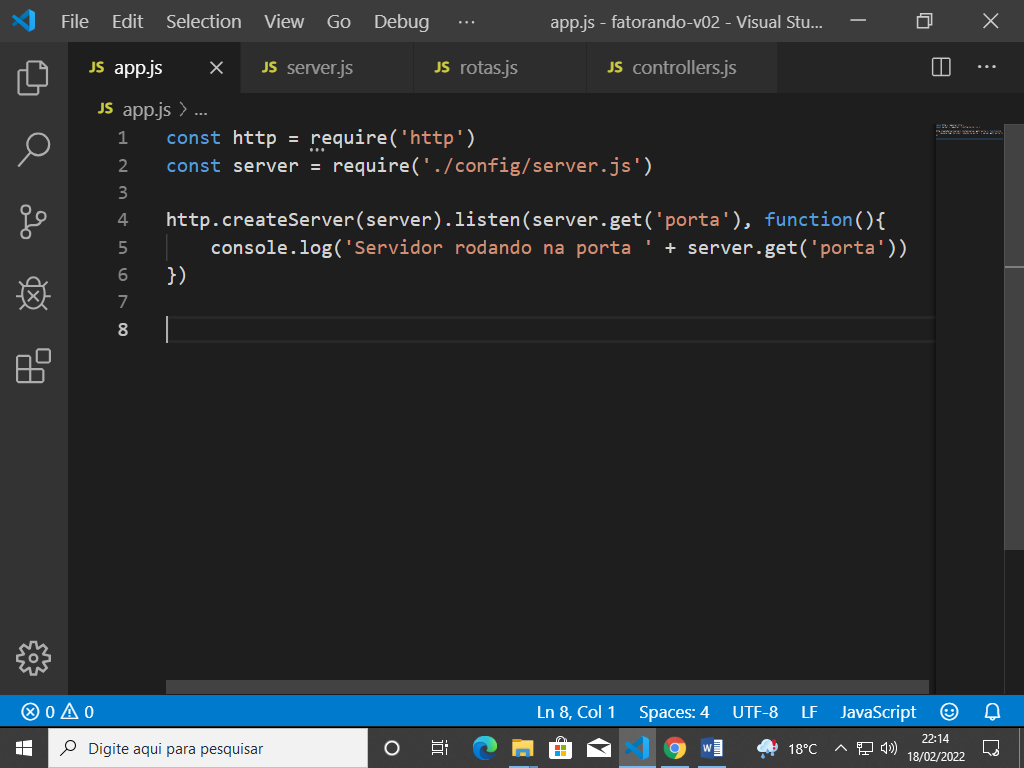 File Edit Selection View Go Debug ··· app.js - fatorando-v02 - Visual Stu...
JS app.js JS server.js JS rotas.js JS controllers.js
JS app.js > ...
1 const http = require('http')
2 const server = require('./config/server.js')
3
4 http.createServer(server).listen(server.get('porta'), function(){
5 console.log('Servidor rodando na porta ' + server.get('porta'))
6 })
7
8
0 0 Ln 8, Col 1 Spaces: 4 UTF-8 LF JavaScript
Digite aqui para pesquisar 18°C 22:14
18/02/2022